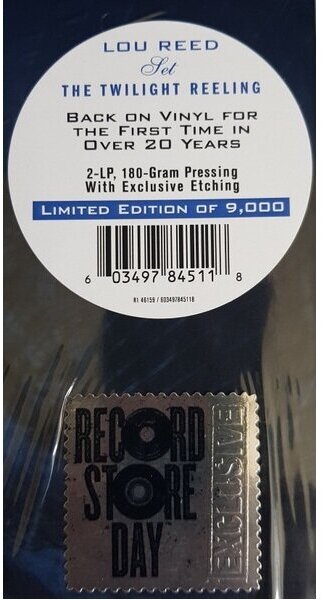 LOU REED
Set
THE TWILIGHT REELING
BACK ON VINYL FOR
THE FIRST TIME IN
OVER 20 YEARS
2-LP, 180-Gram Pressing
With Exclusive Etching
LIMITED EDITION OF 9,000
6 03497 84511 8
R1 46159 / 603497845118
RECORD
STORE
DAY
EXCLUSIVE